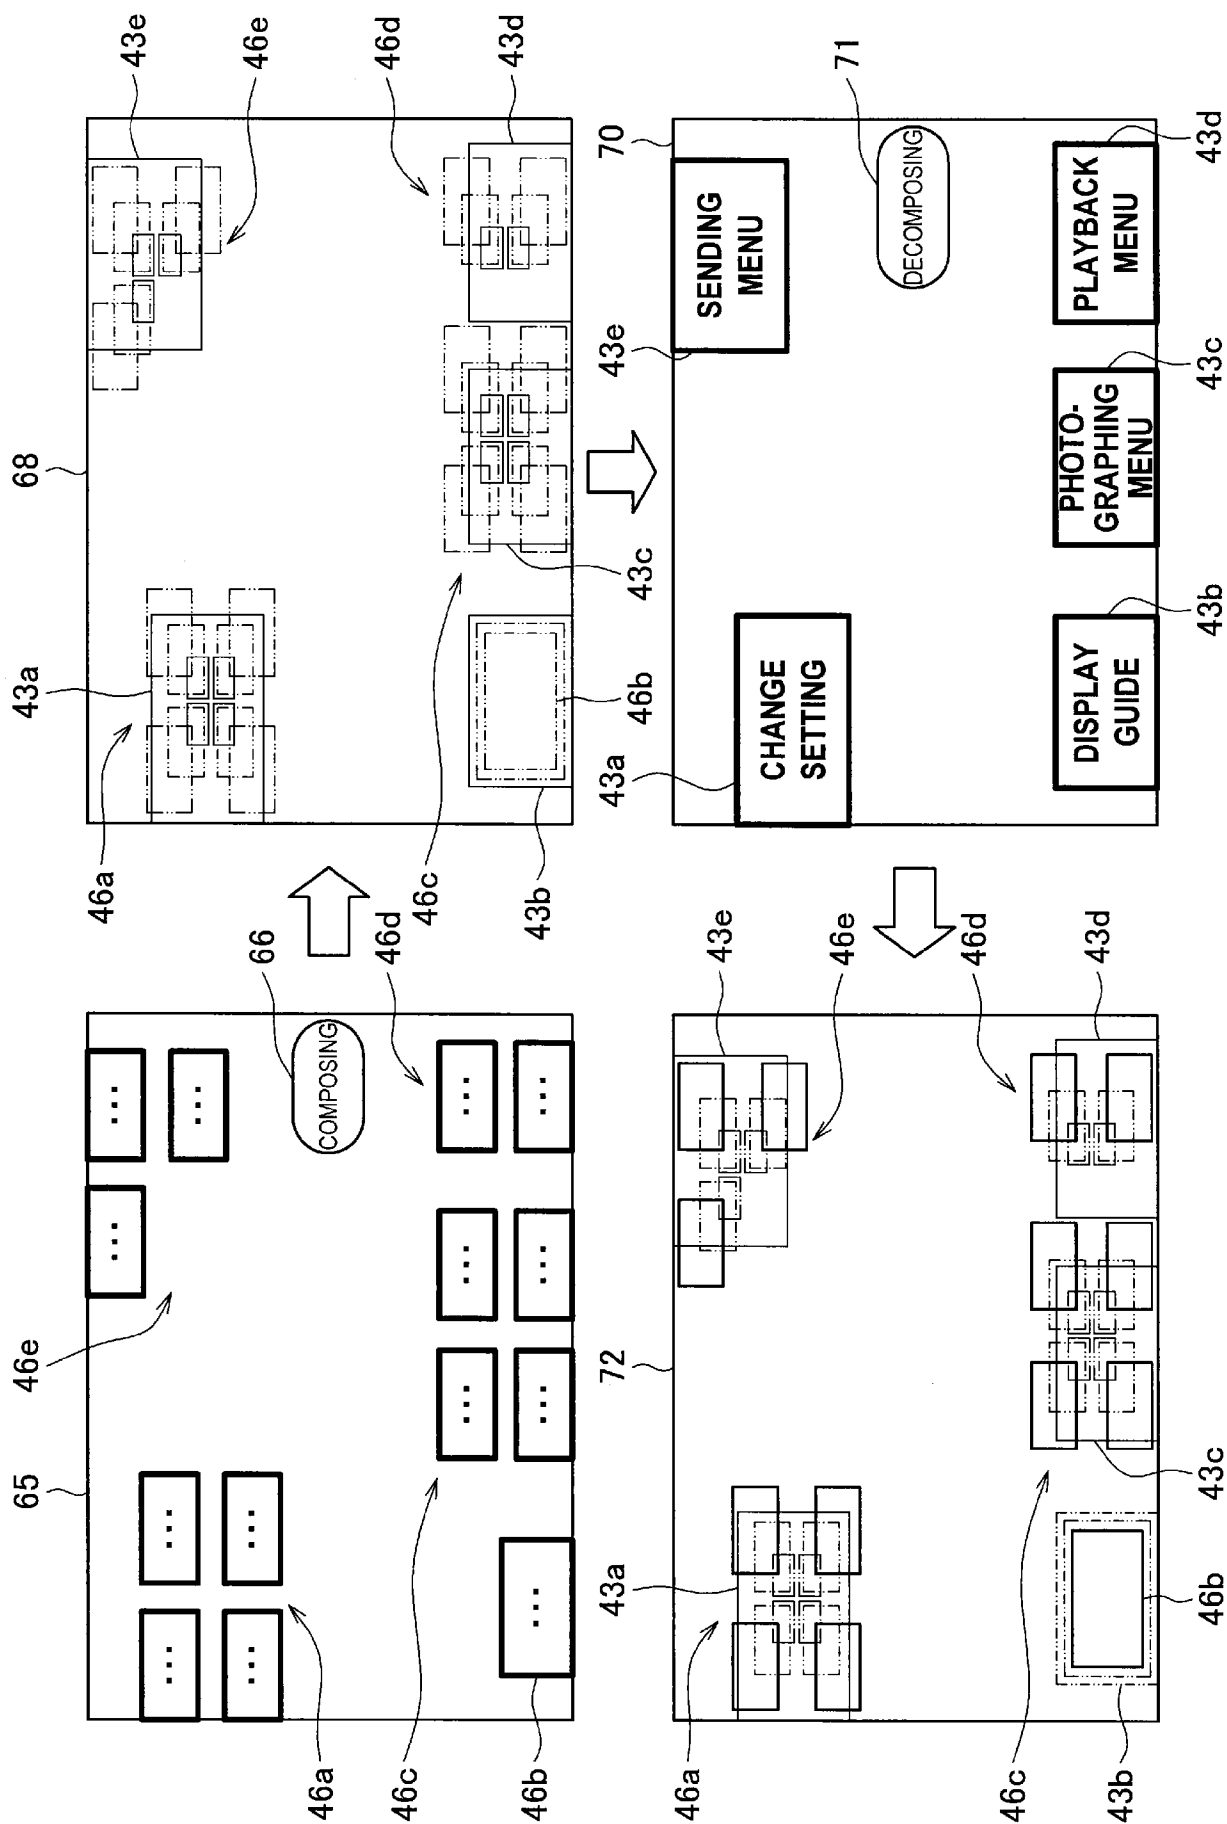 65
46e
...
...
...
...
...
...
...
66
COMPOSING
46a
46d
46c
...
...
...
...
...
...
...
46b
68
43a
43e
46a
46e
46d
43d
46c
43b
46b
43c
72
43a
46a
43e
46e
46d
43d
46c
43b
46b
43c
70
43a
43e
SENDING
MENU
CHANGE
SETTING
71
DECOMPOSING
DISPLAY
GUIDE
PHOTO-
GRAPHING
MENU
PLAYBACK
MENU
43b
43c
43d